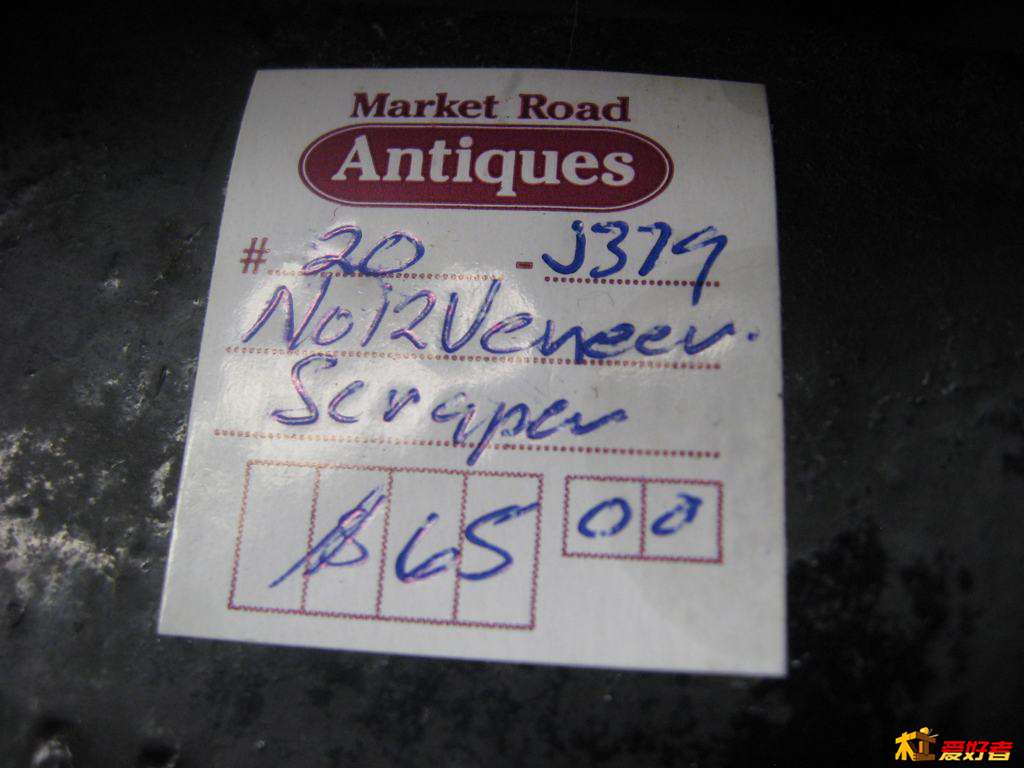 Market Road
Antiques
# 20 - J379
No12 Veneer.
Scraper
$65 00
爱好者